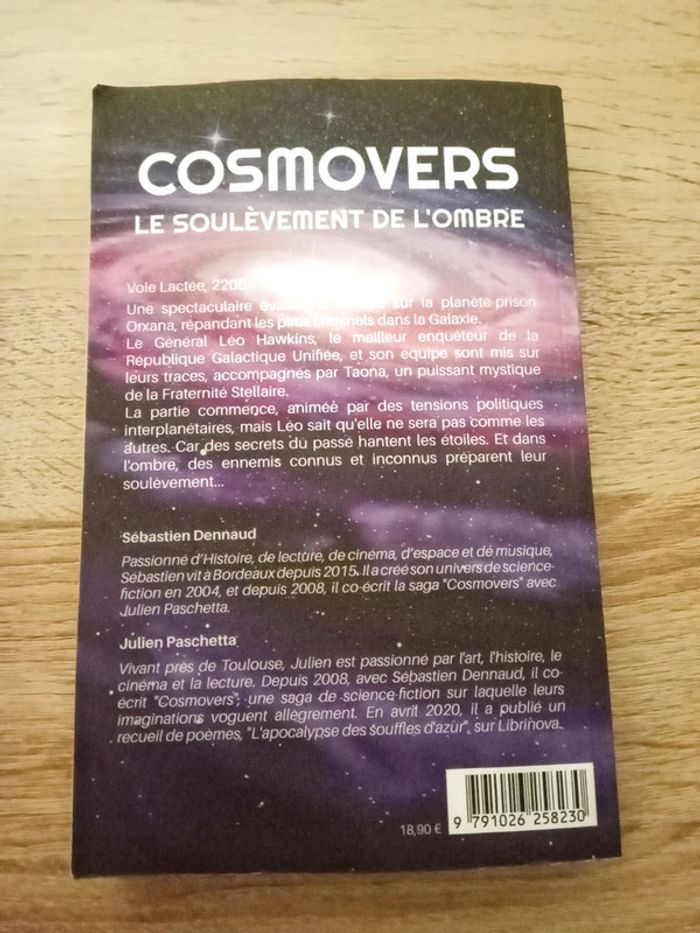 COSMOVERS
LE SOULÈVEMENT DE L'OMBRE
Voie Lactée, 2208.
Une spectaculaire sur la planète-prison
Orxana, répandant les pires criminels dans la Galaxie.
Le Général Léo Hawkins, le meilleur enquêteur de la
République Galactique Unifiée, et son équipe sont mis sur
leurs traces, accompagnés par Taona, un puissant mystique
de la Fraternité Stellaire.
La partie commence, animée par des tensions politiques
interplanétaires, mais Léo sait qu'elle ne sera pas comme les
autres. Car des secrets du passé hantent les étoiles. Et dans
l'ombre, des ennemis connus et inconnus préparent leur
soulèvement...
Sébastien Dennaud
Passionné d'Histoire, de lecture, de cinéma, d'espace et de musique,
Sébastien vit à Bordeaux depuis 2015. Il a créé son univers de science-
fiction en 2004, et depuis 2008, il co-écrit la saga "Cosmovers" avec
Julien Paschetta.
Julien Paschetta
Vivant près de Toulouse, Julien est passionné par l'art, l'histoire, le
cinéma et la lecture. Depuis 2008, avec Sébastien Dennaud, il co-
écrit "Cosmovers", une saga de science-fiction sur laquelle leurs
imaginations voguent allègrement. En avril 2020, il a publié un
recueil de poèmes, "L'apocalypse des souffles d'azur", sur Librinova.
18,90 €
9 791026 258230